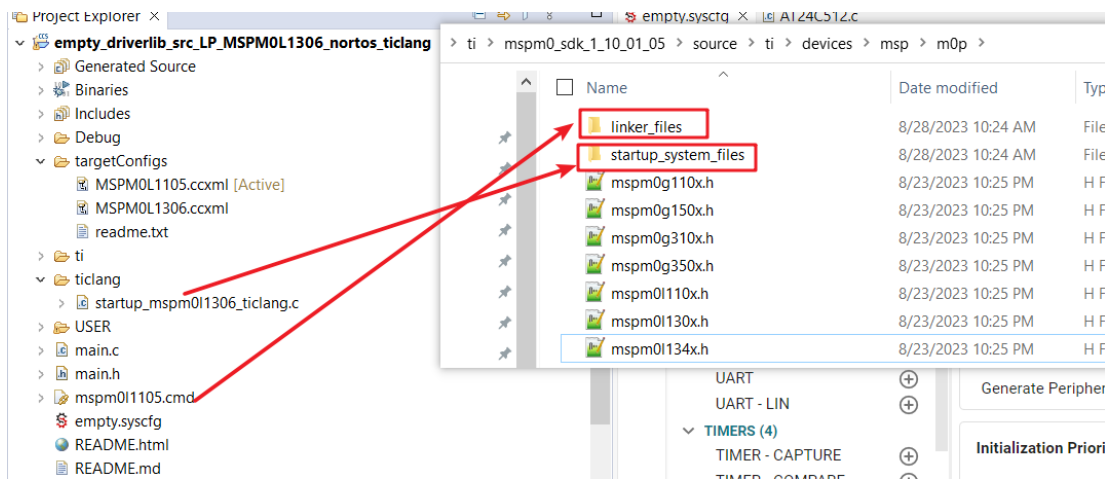 Project Explorer
empty_driverlib_src_LP_MSPM0L1306_nortos_ticlang
Generated Source
Binaries
Includes
Debug
targetConfigs
MSPM0L1105.ccxml [Active]
MSPM0L1306.ccxml
readme.txt
ti
ticlang
startup_mspm0l1306_ticlang.c
USER
main.c
main.h
mspm0l1105.cmd
empty.syscfg
README.html
README.md
empty.syscfg
AT24C512.c
> ti > mspm0_sdk_1_10_01_05 > source > ti > devices > msp > m0p >
Name Date modified Typ
linker_files 8/28/2023 10:24 AM File
startup_system_files 8/28/2023 10:24 AM File
mspm0g110x.h 8/23/2023 10:25 PM H F
mspm0g150x.h 8/23/2023 10:25 PM H F
mspm0g310x.h 8/23/2023 10:25 PM H F
mspm0g350x.h 8/23/2023 10:25 PM H F
mspm0l110x.h 8/23/2023 10:25 PM H F
mspm0l130x.h 8/23/2023 10:25 PM H F
mspm0l134x.h 8/23/2023 10:25 PM H F
UART
UART - LIN
TIMERS (4)
TIMER - CAPTURE
TIMER - COMPARE
Generate Peripher
Initialization Priori